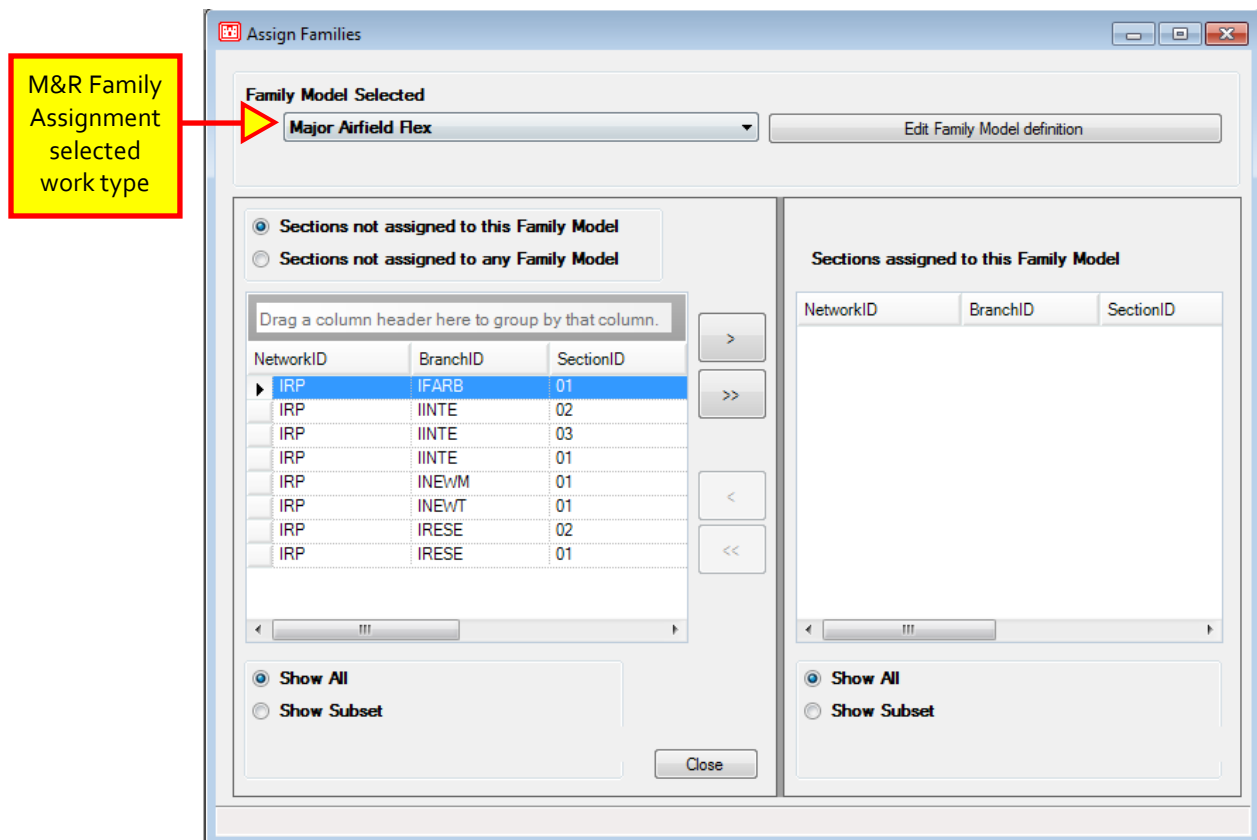 Assign Families
M&R Family
Assignment
selected
work type
Family Model Selected
Major Airfield Flex
Edit Family Model definition
Sections not assigned to this Family Model
Sections not assigned to any Family Model
Drag a column header here to group by that column.
NetworkID BranchID SectionID
IRP IFARB 01
IRP IINTE 02
IRP IINTE 03
IRP IINTE 01
IRP INEWM 01
IRP INEWT 01
IRP IRESE 02
IRP IRESE 01
>
>>
<
<<
Show All
Show Subset
Close
Sections assigned to this Family Model
NetworkID BranchID SectionID
Show All
Show Subset